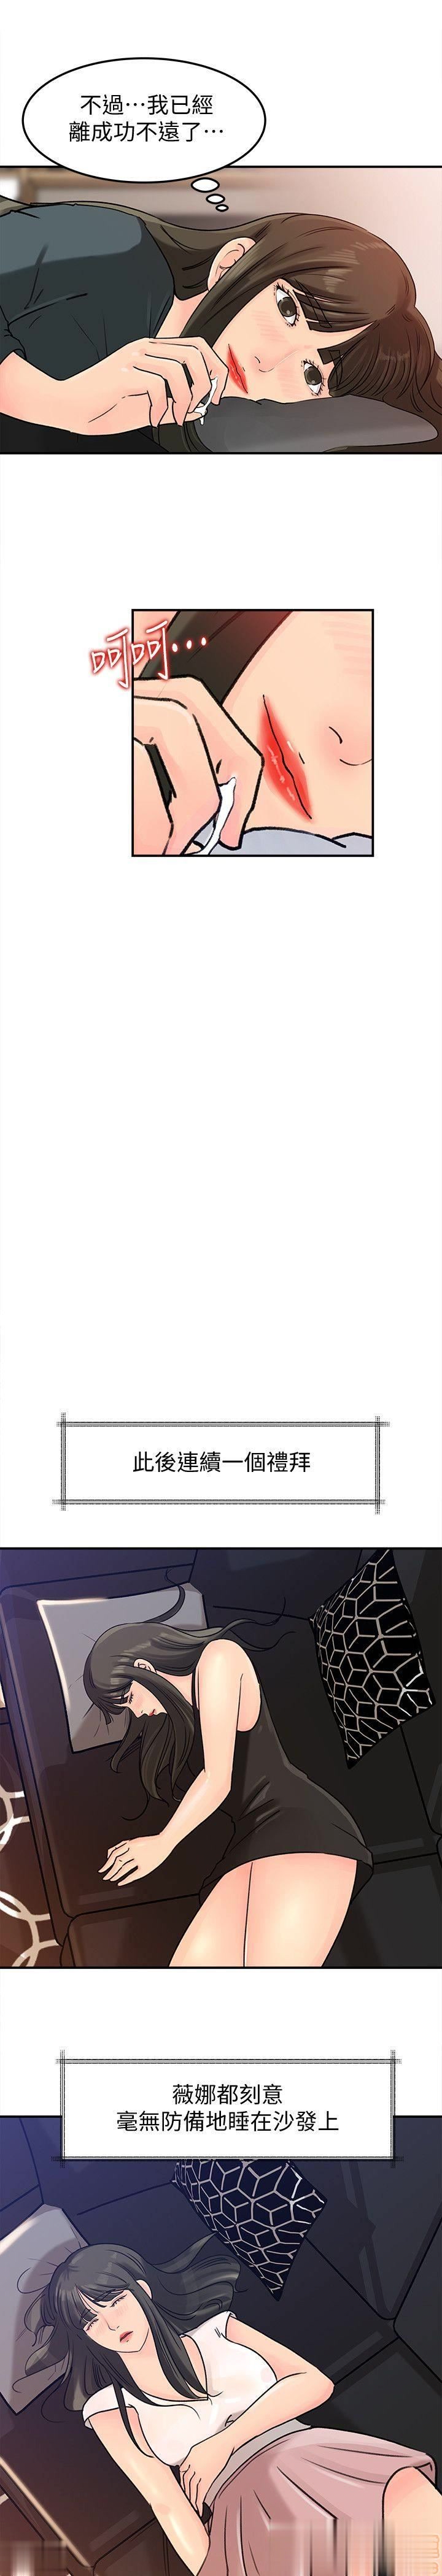 不過⋯我已經
離成功不遠了⋯
呵呵⋯
此後連續一個禮拜
薇娜都刻意
毫無防備地睡在沙發上